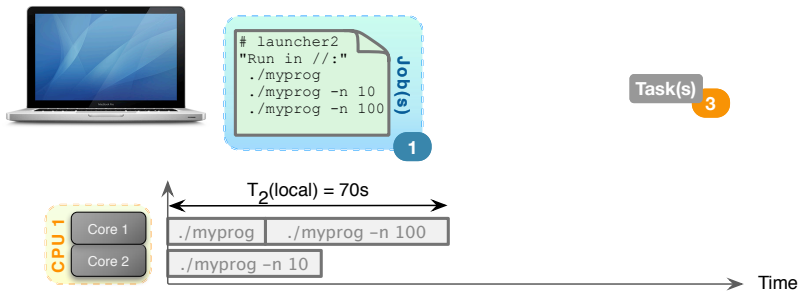 # launcher2
"Run in //:"
./myprog
./myprog -n 10
./myprog -n 100
Job(s)
1
Task(s)
3
T2(local) = 70s
CPU 1
Core 1
./myprog
./myprog -n 100
Core 2
./myprog -n 10
Time